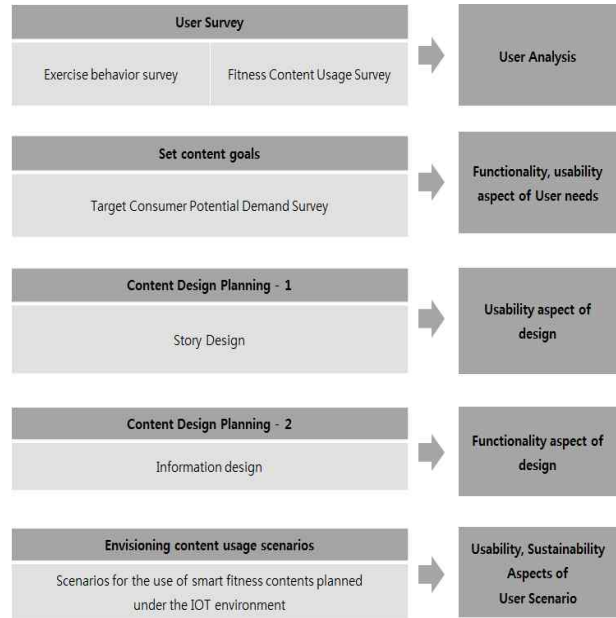 User Survey
Exercise behavior survey
Fitness Content Usage Survey
User Analysis
Set content goals
Target Consumer Potential Demand Survey
Functionality, usability
aspect of User needs
Content Design Planning - 1
Story Design
Usability aspect of
design
Content Design Planning - 2
Information design
Functionality aspect of
design
Envisioning content usage scenarios
Scenarios for the use of smart fitness contents planned
under the IOT environment
Usability, Sustainability
Aspects of
User Scenario